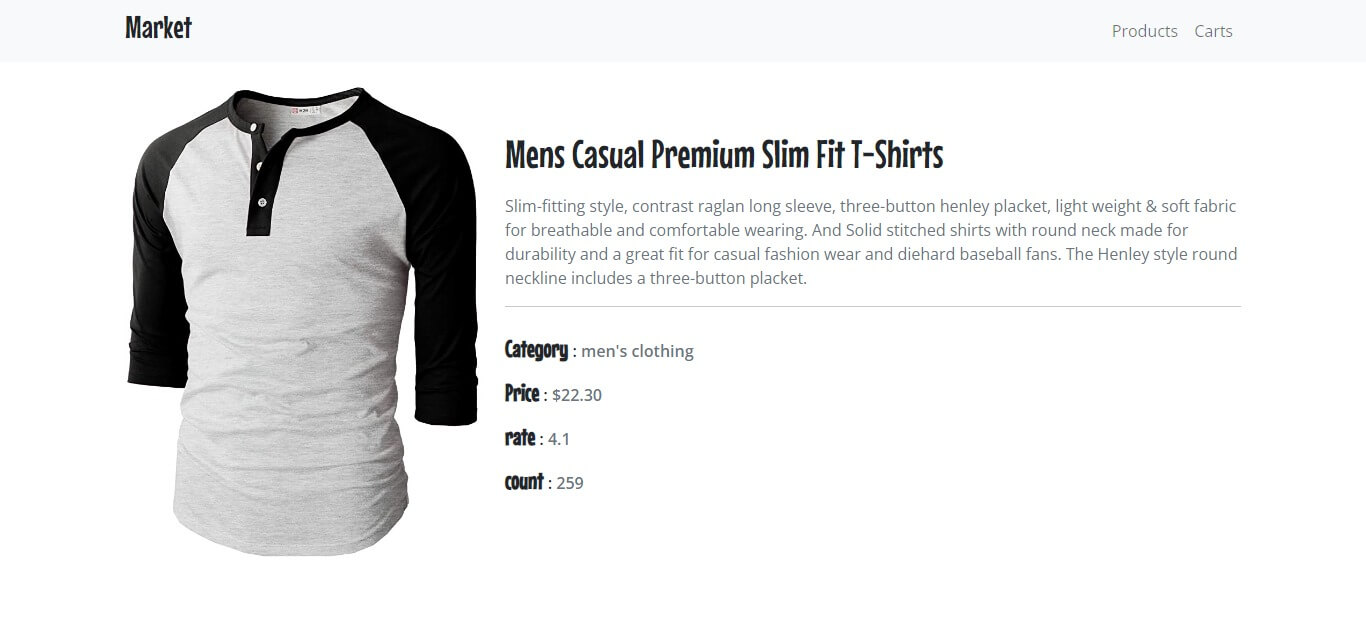 Market
Products Carts
Mens Casual Premium Slim Fit T-Shirts
Slim-fitting style, contrast raglan long sleeve, three-button henley placket, light weight & soft fabric
for breathable and comfortable wearing. And Solid stitched shirts with round neck made for
durability and a great fit for casual fashion wear and diehard baseball fans. The Henley style round
neckline includes a three-button placket.
Category : men's clothing
Price : $22.30
rate : 4.1
count : 259